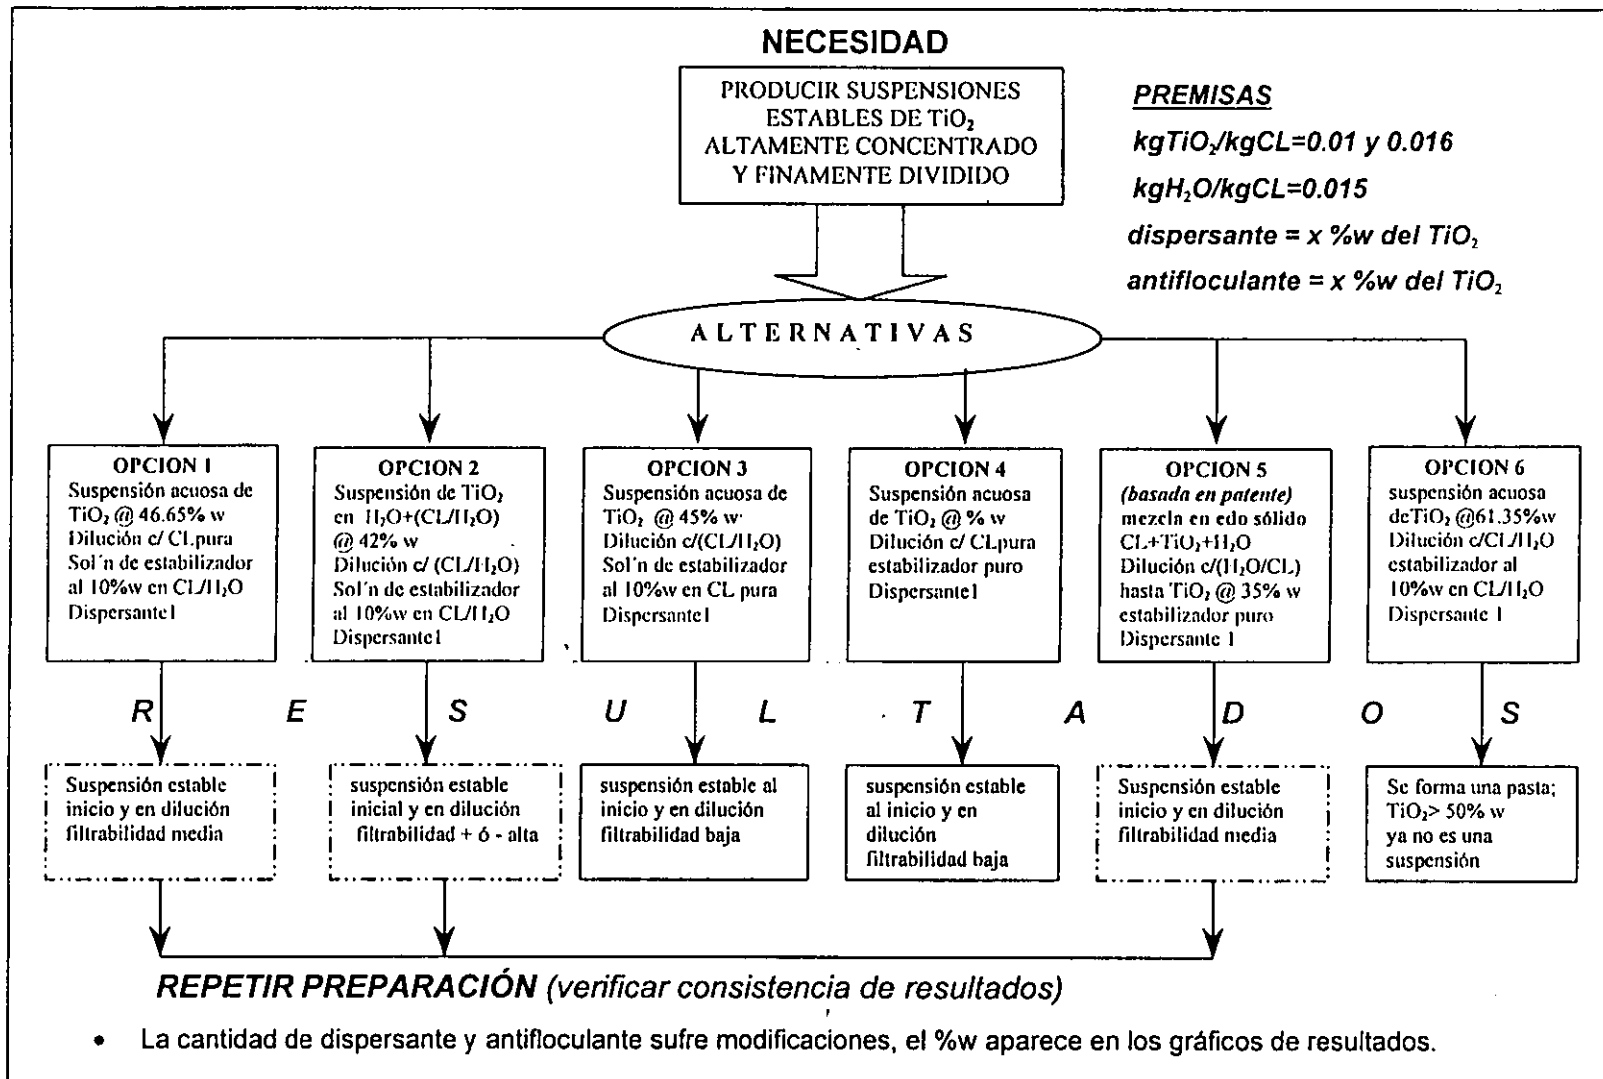 NECESIDAD
PRODUCIR SUSPENSIONES
ESTABLES DE TiO₂
ALTAMENTE CONCENTRADO
Y FINAMENTE DIVIDIDO
PREMISAS
kgTiO₂/kgCL=0.01 y 0.016
kgH₂O/kgCL=0.015
dispersante = x %w del TiO₂
antifloculante = x %w del TiO₂
ALTERNATIVAS
OPCION 1
Suspensión acuosa de
TiO₂ @ 46.65% w
Dilución c/ CLpura
Sol´n de estabilizador
al 10%w en CL/H₂O
Dispersante1
OPCION 2
Suspensión de TiO₂
en H₂O+(CL/H₂O)
@ 42% w
Dilución c/ (CL/H₂O)
Sol´n de estabilizador
al 10%w en CL/H₂O
Dispersante1
OPCION 3
Suspensión acuosa de
TiO₂ @ 45% w
Dilución c/(CL/H₂O)
Sol´n de estabilizador
al 10%w en CL pura
Dispersante1
OPCION 4
Suspensión acuosa
de TiO₂ @ % w
Dilución c/ CLpura
estabilizador puro
Dispersante1
OPCION 5
(basada en patente)
mezcla en edo sólido
CL+TiO₂+H₂O
Dilución c/(H₂O/CL)
hasta TiO₂ @ 35% w
estabilizador puro
Dispersante 1
OPCION 6
suspensión acuosa
deTiO₂ @61.35%w
Dilución c/CL/H₂O
estabilizador al
10%w en CL/H₂O
Dispersante 1
R E S U L T A D O S
Suspensión estable
inicio y en dilución
filtrabilidad media
suspensión estable
inicial y en dilución
filtrabilidad + ó - alta
suspensión estable al
inicio y en dilución
filtrabilidad baja
suspensión estable
al inicio y en
dilución
filtrabilidad baja
Suspensión estable
inicio y en dilución
filtrabilidad media
Se forma una pasta;
TiO₂> 50% w
ya no es una
suspensión
REPETIR PREPARACIÓN (verificar consistencia de resultados)
• La cantidad de dispersante y antifloculante sufre modificaciones, el %w aparece en los gráficos de resultados.